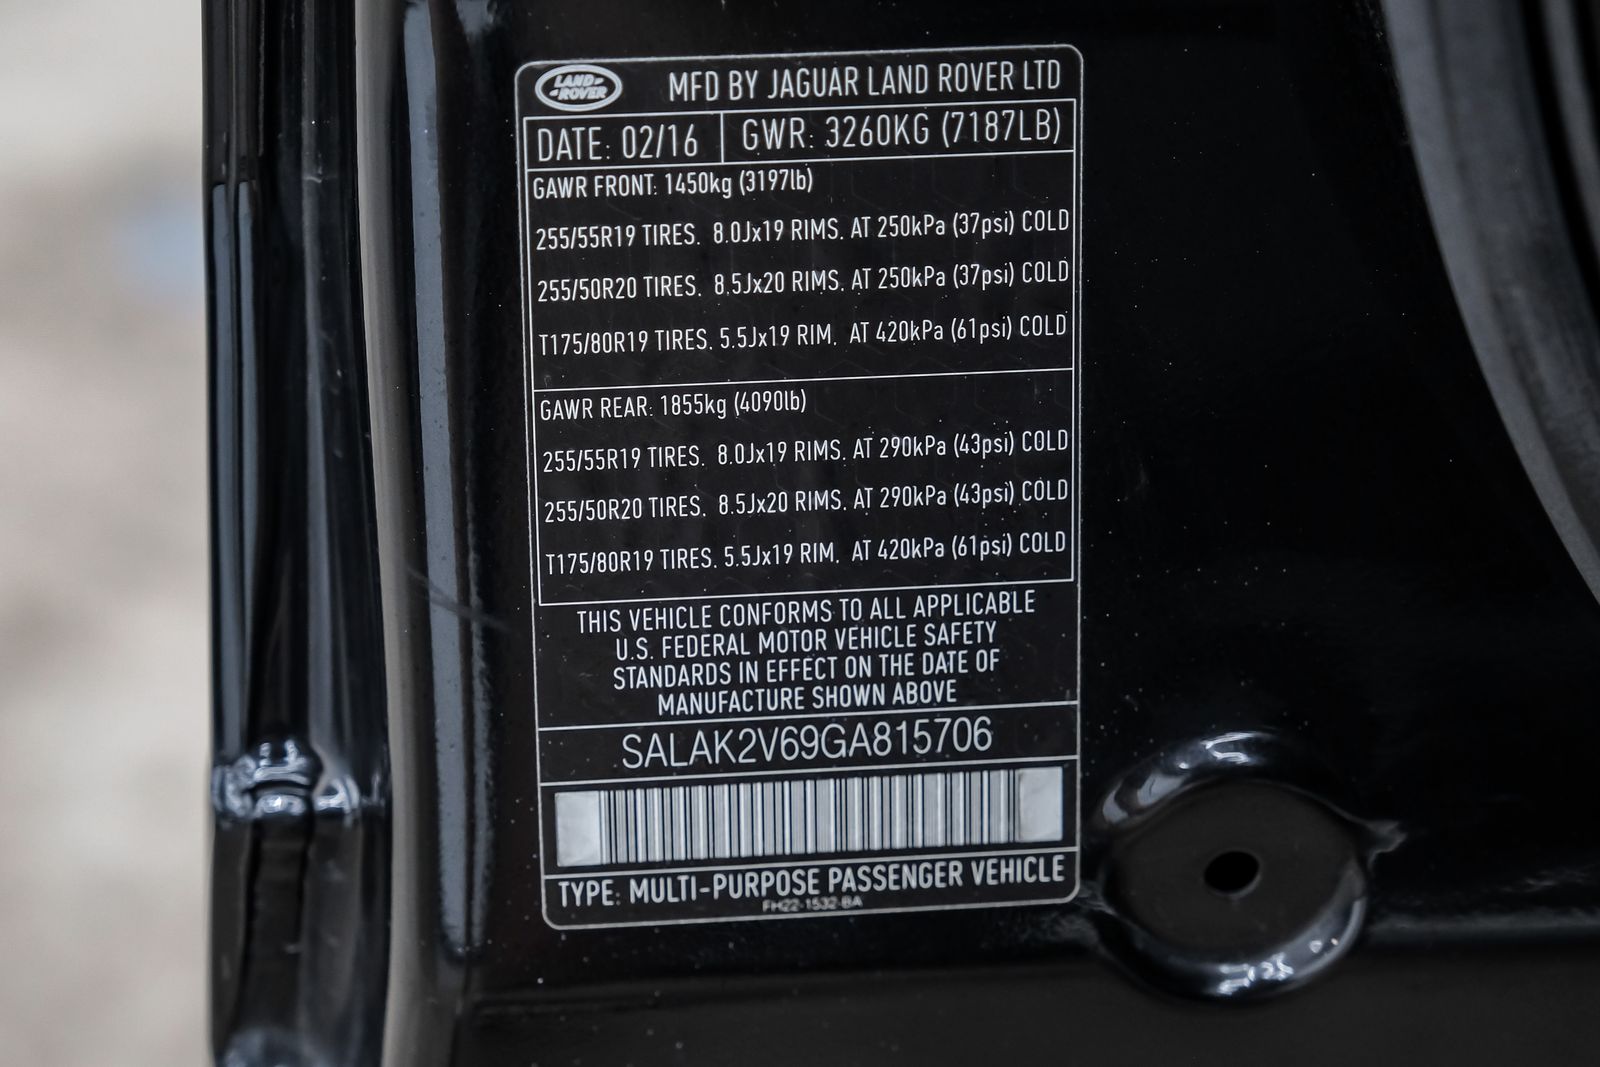 LAND ROVER
MFD BY JAGUAR LAND ROVER LTD
DATE: 02/16 GWR: 3260KG (7187LB)
GAWR FRONT: 1450kg (3197lb)
255/55R19 TIRES. 8.0Jx19 RIMS. AT 250kPa (37psi) COLD
255/50R20 TIRES. 8.5Jx20 RIMS. AT 250kPa (37psi) COLD
T175/80R19 TIRES. 5.5Jx19 RIM. AT 420kPa (61psi) COLD
GAWR REAR: 1855kg (4090lb)
255/55R19 TIRES. 8.0Jx19 RIMS. AT 290kPa (43psi) COLD
255/50R20 TIRES. 8.5Jx20 RIMS. AT 290kPa (43psi) COLD
T175/80R19 TIRES. 5.5Jx19 RIM. AT 420kPa (61psi) COLD
THIS VEHICLE CONFORMS TO ALL APPLICABLE
U.S. FEDERAL MOTOR VEHICLE SAFETY
STANDARDS IN EFFECT ON THE DATE OF
MANUFACTURE SHOWN ABOVE
SALAK2V69GA815706
TYPE: MULTI-PURPOSE PASSENGER VEHICLE
FH22-1532-BA